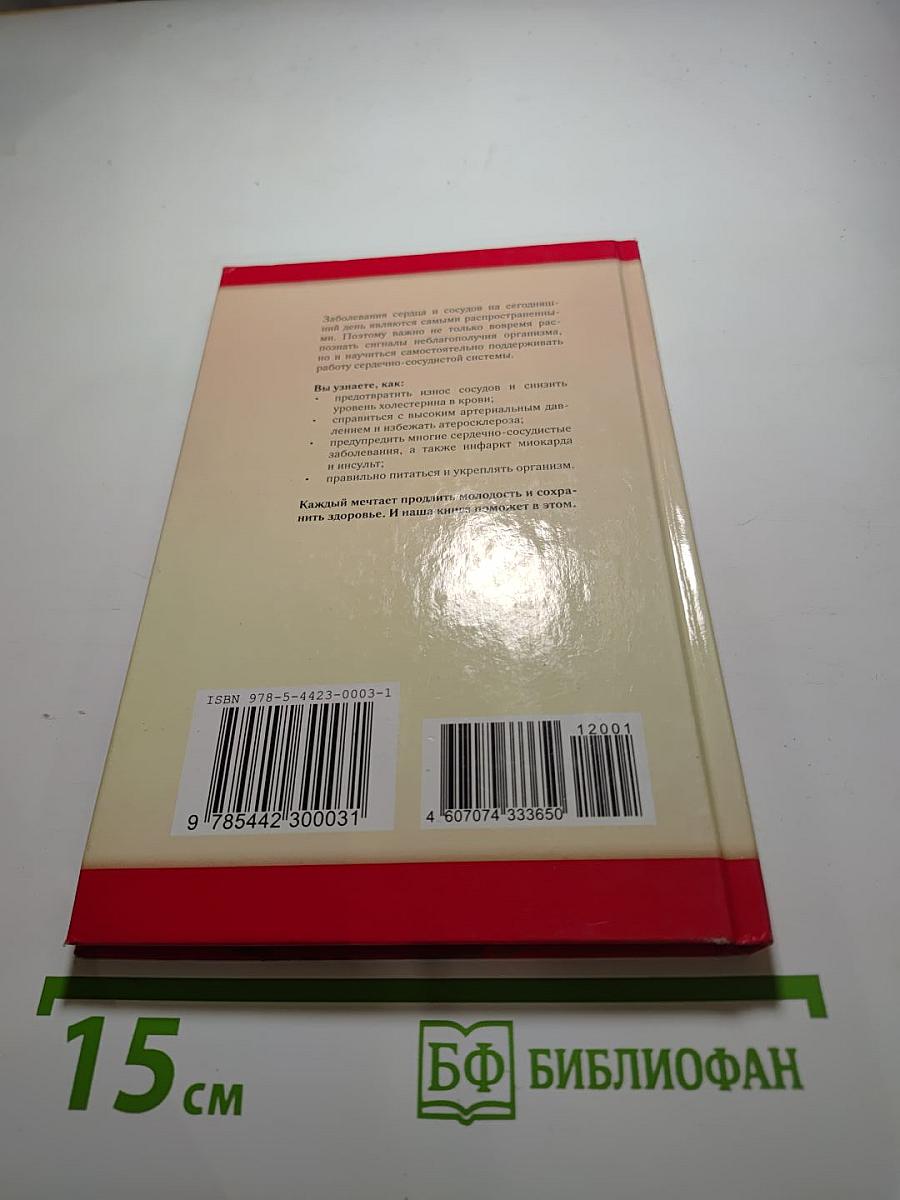 Заболевания сердца и сосудов на сегодняш-
ний день являются самыми распространенны-
ми. Поэтому важно не только вовремя рас-
познать сигналы неблагополучия организма,
но и научиться самостоятельно поддерживать
работу сердечно-сосудистой системы.
Вы узнаете, как:
• предотвратить износ сосудов и снизить
уровень холестерина в крови;
• справиться с высоким артериальным дав-
лением и избежать атеросклероза;
• предупредить многие сердечно-сосудистые
заболевания, а также инфаркт миокарда
и инсульт;
• правильно питаться и укреплять организм.
Каждый мечтает продлить молодость и сохра-
нить здоровье. И наша книга поможет в этом.
ISBN 978-5-4423-0003-1
9 785442 300031
12001
4 607074 333650
15 см
БФ БИБЛИОФАН